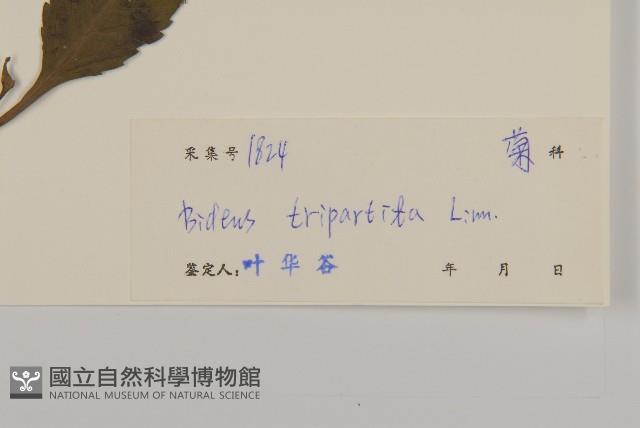 采集号 1824 菊 科
Bidens tripartita Linn.
鉴定人：叶华谷 年 月 日
國立自然科學博物館
NATIONAL MUSEUM OF NATURAL SCIENCE